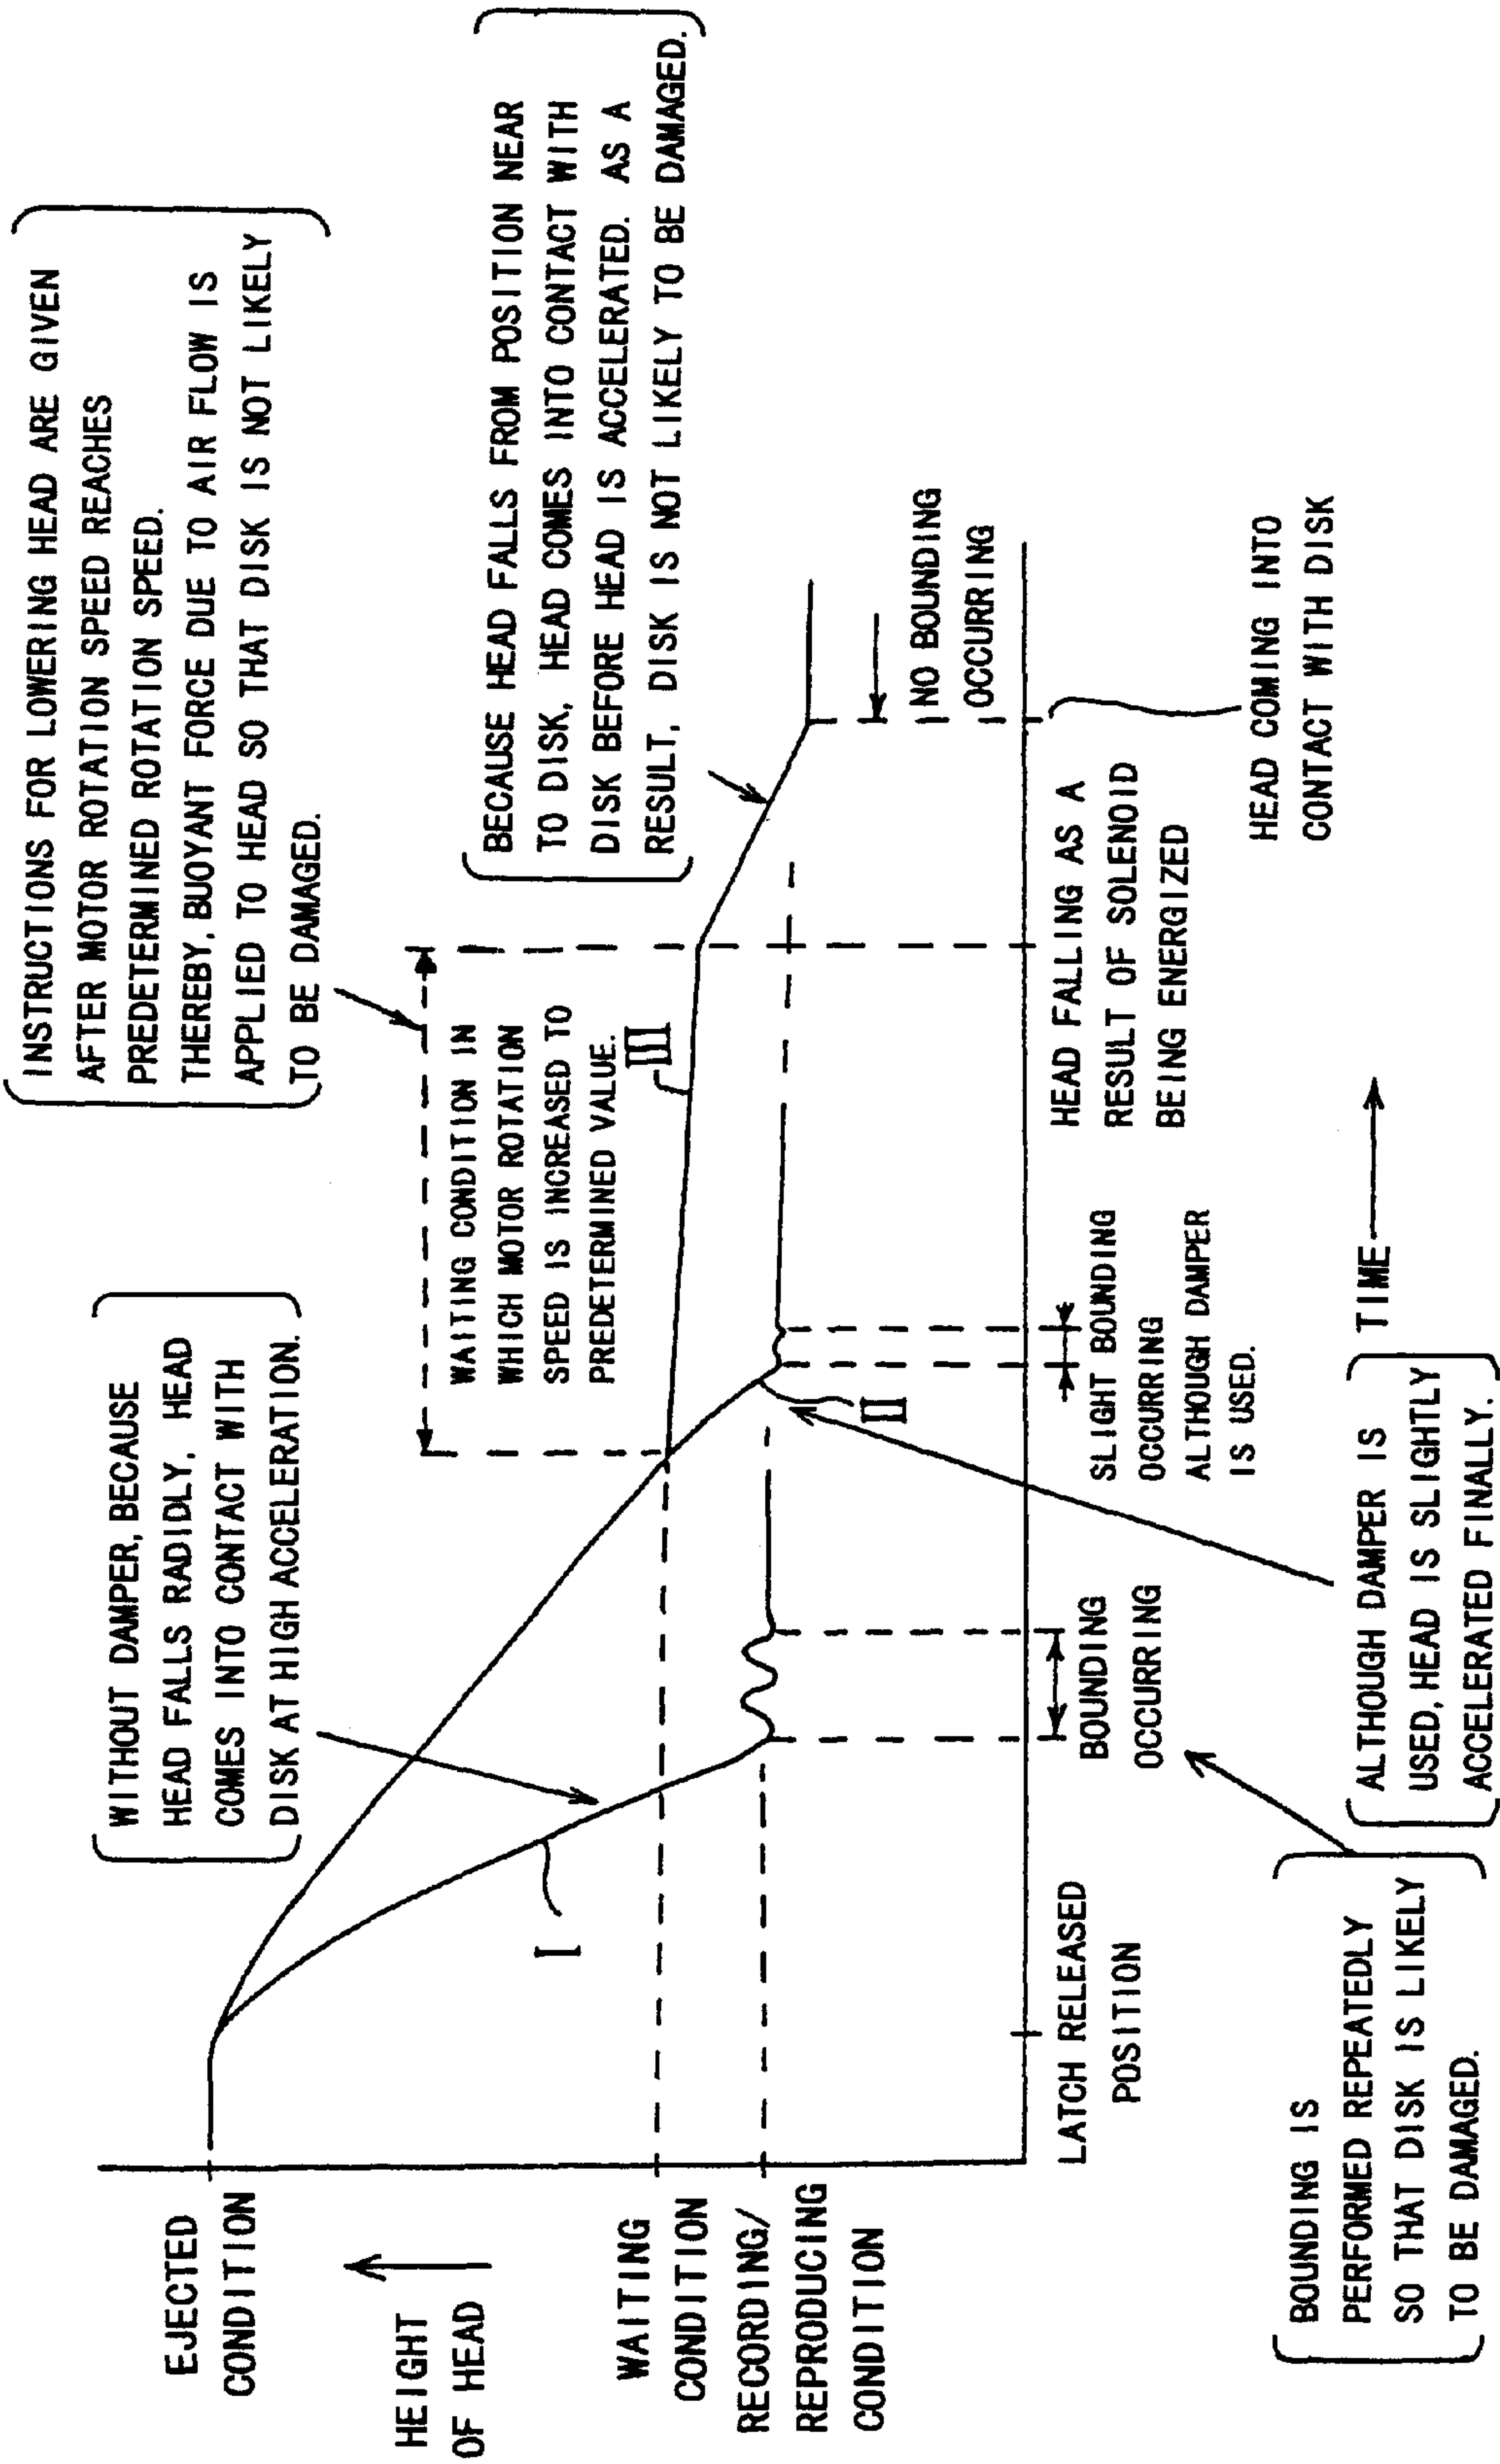 INSTRUCTIONS FOR LOWERING HEAD ARE GIVEN
AFTER MOTOR ROTATION SPEED REACHES
PREDETERMINED ROTATION SPEED.
THEREBY, BUOYANT FORCE DUE TO AIR FLOW IS
APPLIED TO HEAD SO THAT DISK IS NOT LIKELY
TO BE DAMAGED.
WITHOUT DAMPER, BECAUSE
HEAD FALLS RADIDLY, HEAD
COMES INTO CONTACT WITH
DISK AT HIGH ACCELERATION.
BECAUSE HEAD FALLS FROM POSITION NEAR
TO DISK, HEAD COMES INTO CONTACT WITH
DISK BEFORE HEAD IS ACCELERATED. AS A
RESULT, DISK IS NOT LIKELY TO BE DAMAGED.
WAITING CONDITION IN
WHICH MOTOR ROTATION
SPEED IS INCREASED TO
PREDETERMINED VALUE.
EJECTED
CONDITION
HEIGHT
OF HEAD
WAITING
CONDITION
RECORDING/
REPRODUCING
CONDITION
I
II
III
NO BOUNDING
OCCURRING
LATCH RELEASED
POSITION
BOUNDING
OCCURRING
SLIGHT BOUNDING
OCCURRING
ALTHOUGH DAMPER
IS USED.
HEAD FALLING AS A
RESULT OF SOLENOID
BEING ENERGIZED
HEAD COMING INTO
CONTACT WITH DISK
TIME
BOUNDING IS
PERFORMED REPEATEDLY
SO THAT DISK IS LIKELY
TO BE DAMAGED.
ALTHOUGH DAMPER IS
USED, HEAD IS SLIGHTLY
ACCELERATED FINALLY.